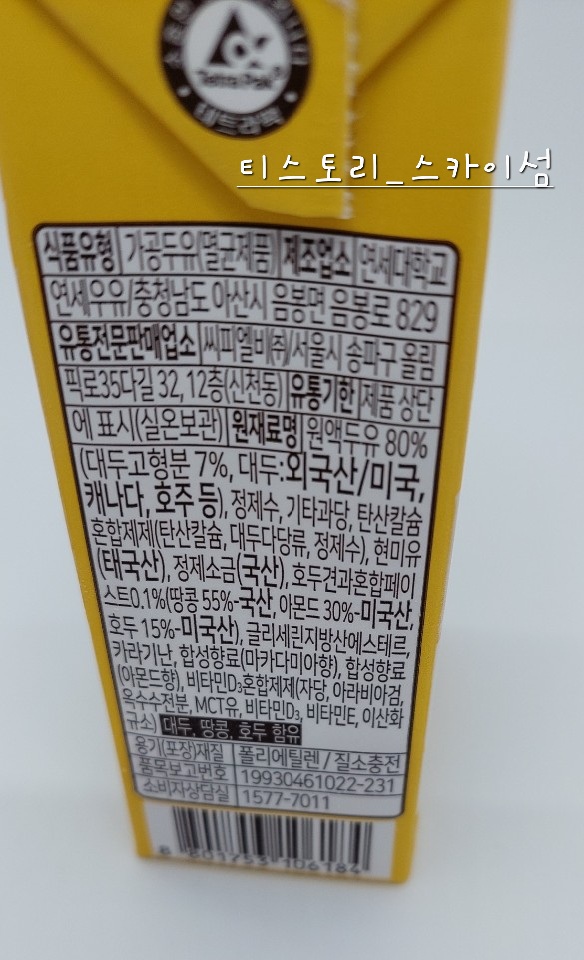 Tetra Pak
테트라팩
티스토리_스카이섬
식품유형 가공두유(멸균제품) 제조업소 연세대학교
연세우유/충청남도 아산시 음봉면 음봉로 829
유통전문판매업소 씨피엘비(주)/서울시 송파구 올림
픽로35다길 32, 12층(신천동) 유통기한 제품 상단
에 표시(실온보관) 원재료명 원액두유 80%
(대두고형분 7%, 대두:외국산/미국,
캐나다, 호주 등), 정제수, 기타과당, 탄산칼슘
혼합제제(탄산칼슘, 대두다당류, 정제수), 현미유
(태국산), 정제소금(국산), 호두견과혼합페이
스트0.1%(땅콩 55%-국산, 아몬드 30%-미국산,
호두 15%-미국산), 글리세린지방산에스테르,
카라기난, 합성향료(마카다미아향), 합성향료
(아몬드향), 비타민D₃혼합제제(자당, 아라비아검,
옥수수전분, MCT유, 비타민D₃, 비타민E, 이산화
규소) 대두, 땅콩, 호두 함유
용기(포장)재질 폴리에틸렌 / 질소충전
품목보고번호 19930461022-231
소비자상담실 1577-7011
8 801753 106184